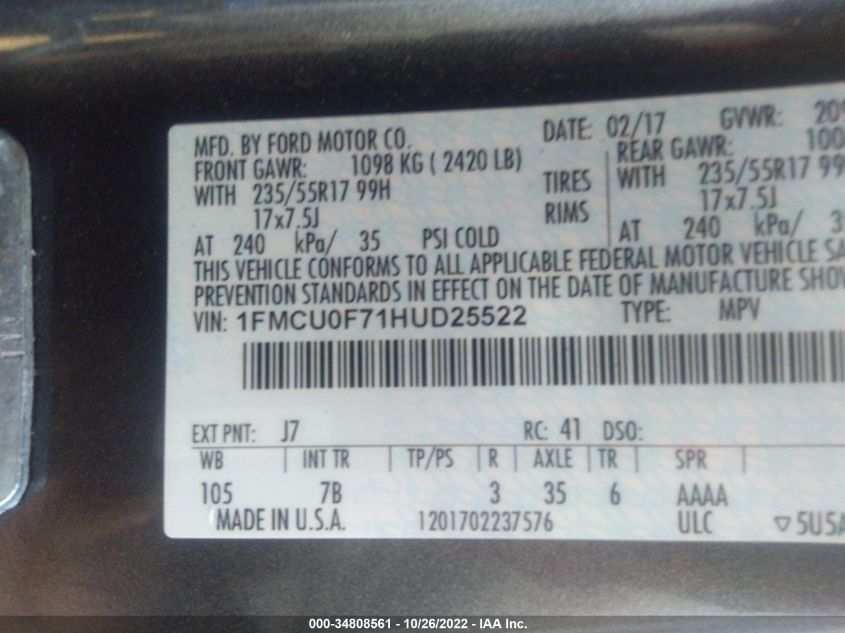 MFD. BY FORD MOTOR CO. DATE: 02/17 GVWR:
FRONT GAWR: 1098 KG ( 2420 LB) REAR GAWR:
WITH 235/55R17 99H TIRES WITH 235/55R17
17x7.5J RIMS 17x7.5J
AT 240 kPa/ 35 PSI COLD AT 240 kPa/
THIS VEHICLE CONFORMS TO ALL APPLICABLE FEDERAL MOTOR VEHICLE
PREVENTION STANDARDS IN EFFECT ON THE DATE OF MANUFACTURE
VIN: 1FMCU0F71HUD25522 TYPE: MPV
EXT PNT: J7 RC: 41 DSO:
WB INT TR TP/PS R AXLE TR SPR
105 7B 3 35 6 AAAA
MADE IN U.S.A. 1201702237576 ULC
000-34808561 - 10/26/2022 - IAA Inc.